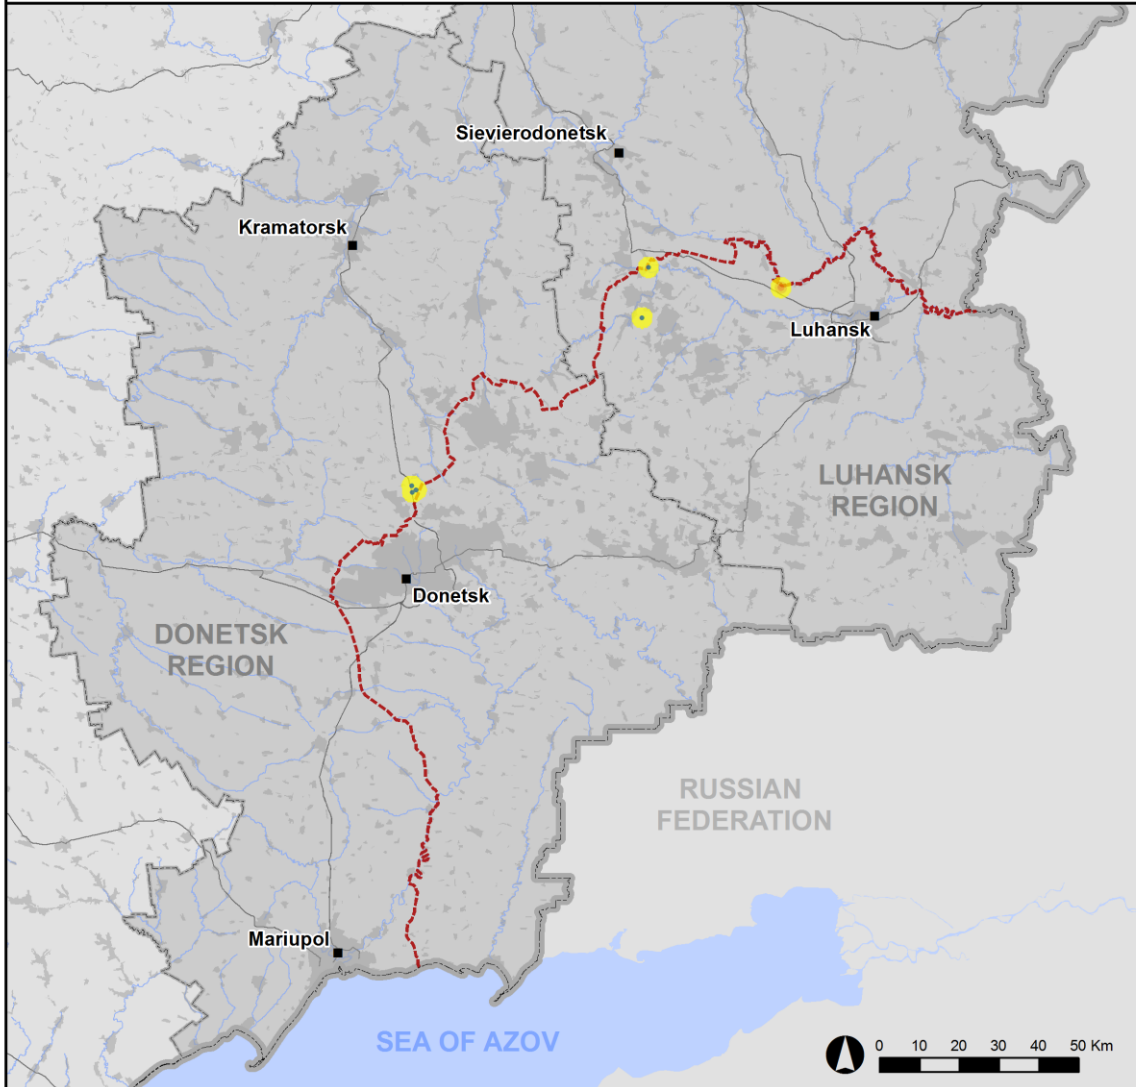 Sievierodonetsk
Kramatorsk
Luhansk
LUHANSK
REGION
Donetsk
DONETSK
REGION
RUSSIAN
FEDERATION
Mariupol
SEA OF AZOV
0 10 20 30 40 50 Km